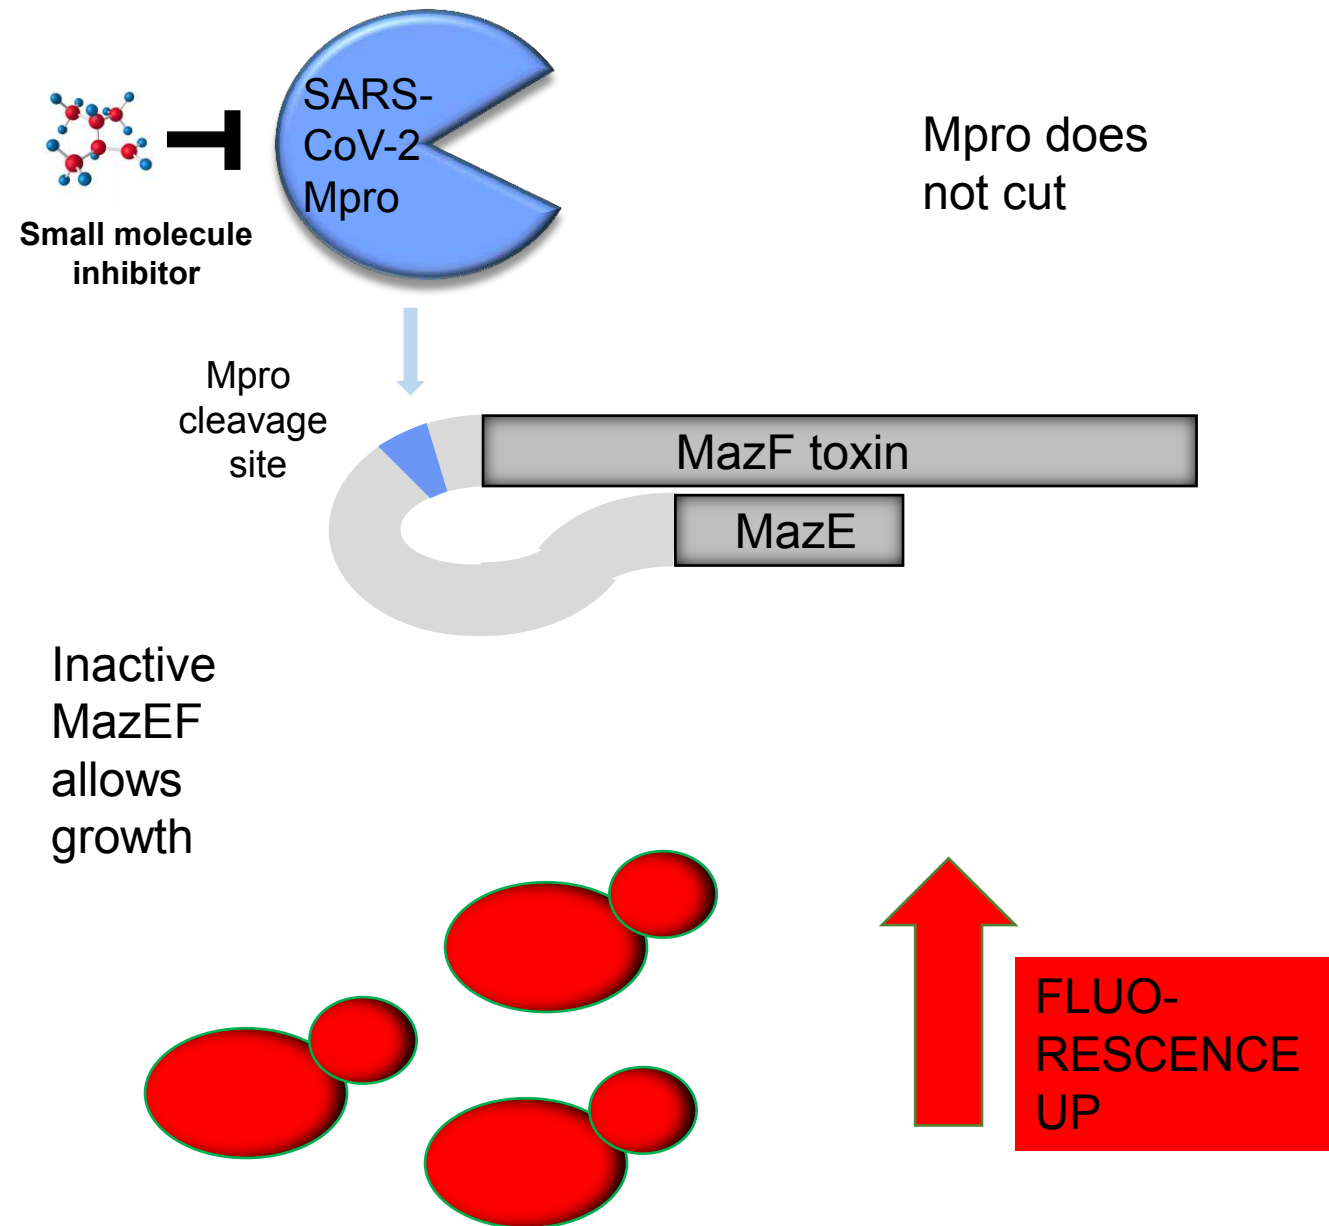 SARS-
CoV-2
Mpro
Small molecule
inhibitor
Mpro does
not cut
Mpro
cleavage
site
MazF toxin
MazE
Inactive
MazEF
allows
growth
FLUO-
RESCENCE
UP